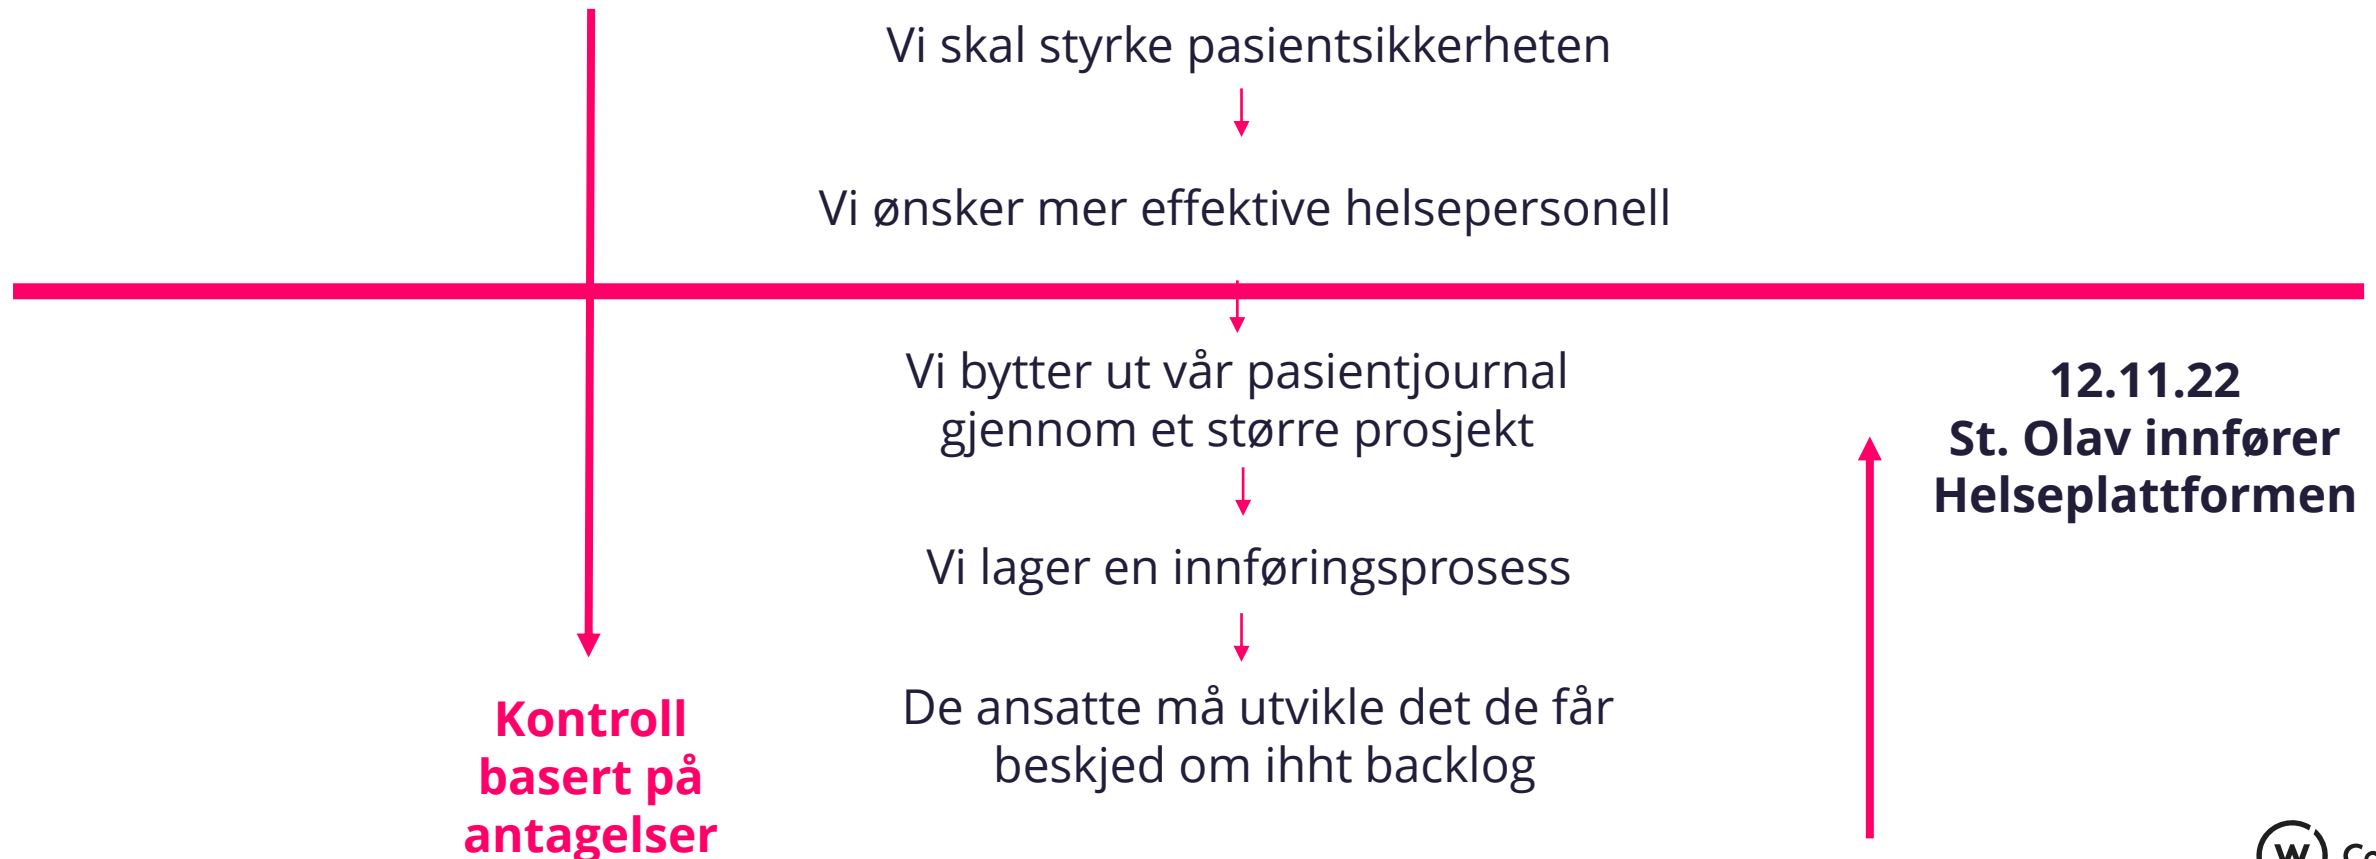 Vi skal styrke pasientsikkerheten
Vi ønsker mer effektive helsepersonell
Vi bytter ut vår pasientjournal
gjennom et større prosjekt
Vi lager en innføringsprosess
De ansatte må utvikle det de får
beskjed om ihht backlog
Kontroll
basert på
antagelser
12.11.22
St. Olav innfører
Helseplattformen
W